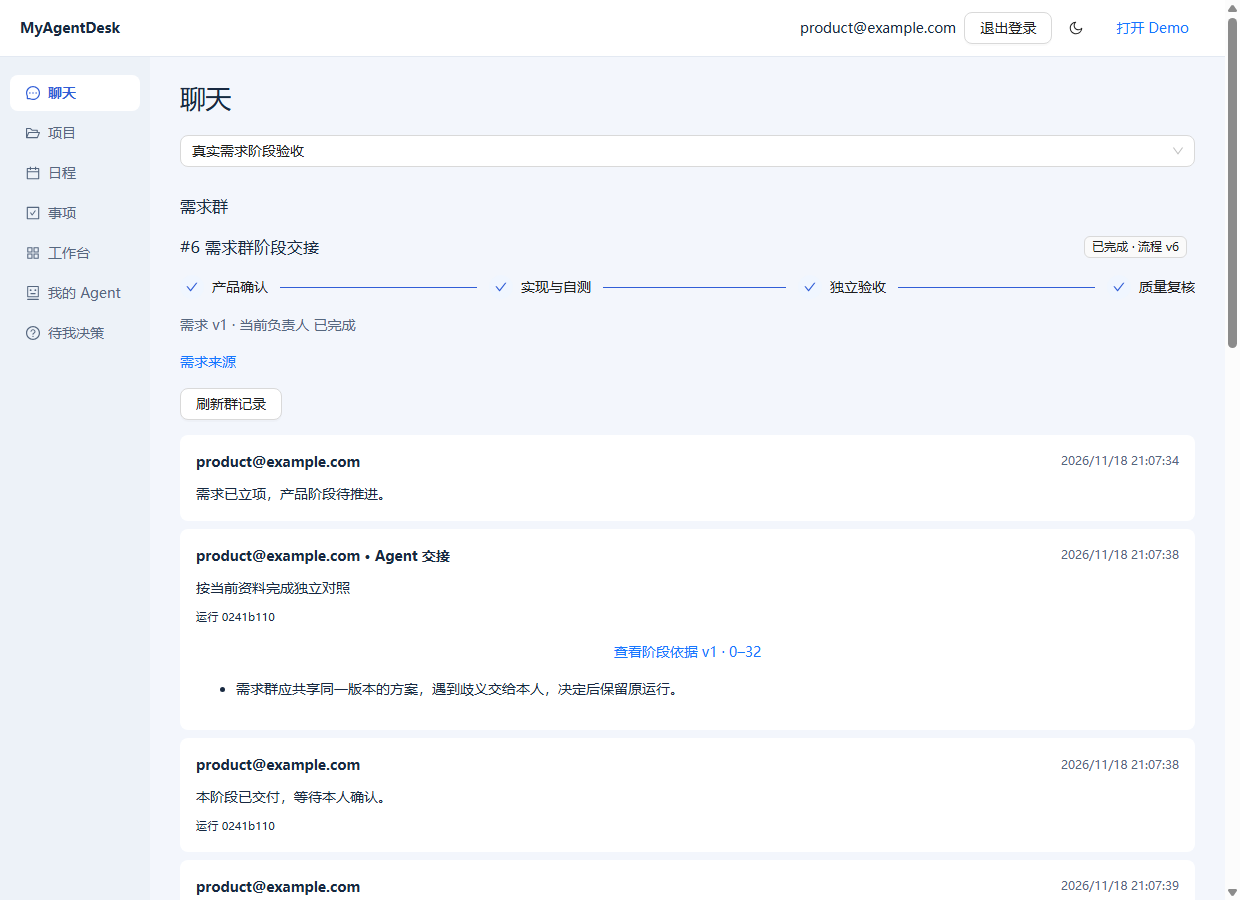 MyAgentDesk
product@example.com
退出登录
打开 Demo
聊天
项目
日程
事项
工作台
我的 Agent
待我决策
聊天
真实需求阶段验收
需求群
#6 需求群阶段交接
已完成 · 流程 v6
产品确认
实现与自测
独立验收
质量复核
需求 v1 · 当前负责人 已完成
需求来源
刷新群记录
product@example.com
2026/11/18 21:07:34
需求已立项，产品阶段待推进。
product@example.com • Agent 交接
2026/11/18 21:07:38
按当前资料完成独立对照
运行 0241b110
查看阶段依据 v1 · 0–32
• 需求群应共享同一版本的方案，遇到歧义交给本人，决定后保留原运行。
product@example.com
2026/11/18 21:07:38
本阶段已交付，等待本人确认。
运行 0241b110
product@example.com
2026/11/18 21:07:39